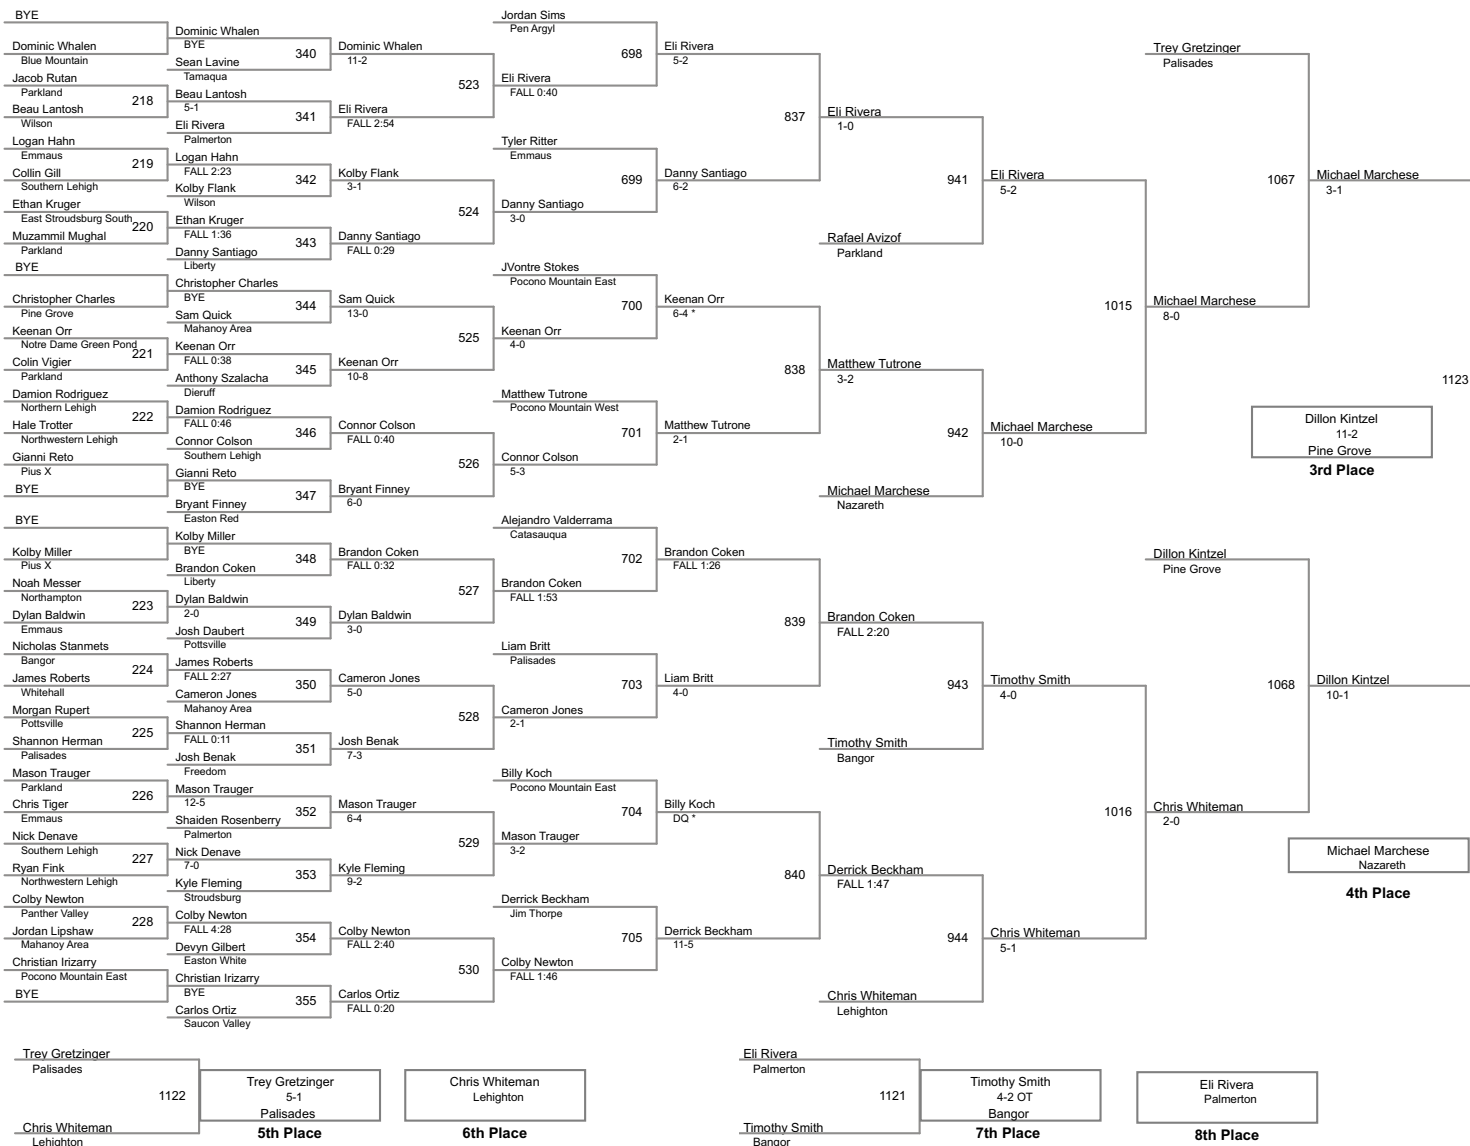 BYE
Dominic Whalen
Blue Mountain
Jacob Rutan
Parkland
218
Beau Lantosh
Wilson
Logan Hahn
Emmaus
219
Collin Gill
Southern Lehigh
Ethan Kruger
East Stroudsburg South
220
Muzammil Mughal
Parkland
BYE
Christopher Charles
Pine Grove
Keenan Orr
Notre Dame Green Pond
221
Colin Vigier
Parkland
Damion Rodriguez
Northern Lehigh
222
Hale Trotter
Northwestern Lehigh
Gianni Reto
Pius X
BYE
BYE
Kolby Miller
Pius X
Noah Messer
Northampton
223
Dylan Baldwin
Emmaus
Nicholas Stanmets
Bangor
224
James Roberts
Whitehall
Morgan Rupert
Pottsville
225
Shannon Herman
Palisades
Mason Trauger
Parkland
226
Chris Tiger
Emmaus
Nick Denave
Southern Lehigh
227
Ryan Fink
Northwestern Lehigh
Colby Newton
Panther Valley
228
Jordan Lipshaw
Mahanoy Area
Christian Irizarry
Pocono Mountain East
BYE
Dominic Whalen
BYE
340
Sean Lavine
Tamaqua
Beau Lantosh
5-1
341
Eli Rivera
Palmerton
Logan Hahn
FALL 2:23
342
Kolby Flank
Wilson
Ethan Kruger
FALL 1:36
343
Danny Santiago
Liberty
Christopher Charles
BYE
344
Sam Quick
Mahanoy Area
Keenan Orr
FALL 0:38
345
Anthony Szalacha
Dieruff
Damion Rodriguez
FALL 0:46
346
Connor Colson
Southern Lehigh
Gianni Reto
BYE
347
Bryant Finney
Easton Red
Kolby Miller
BYE
348
Brandon Coken
Liberty
Dylan Baldwin
2-0
349
Josh Daubert
Pottsville
James Roberts
FALL 2:27
350
Cameron Jones
Mahanoy Area
Shannon Herman
FALL 0:11
351
Josh Benak
Freedom
Mason Trauger
12-5
352
Shaiden Rosenberry
Palmerton
Nick Denave
7-0
353
Kyle Fleming
Stroudsburg
Colby Newton
FALL 4:28
354
Devyn Gilbert
Easton White
Christian Irizarry
BYE
355
Carlos Ortiz
Saucon Valley
Dominic Whalen
11-2
523
Eli Rivera
FALL 2:54
Kolby Flank
3-1
524
Danny Santiago
FALL 0:29
Sam Quick
13-0
525
Keenan Orr
10-8
Connor Colson
FALL 0:40
526
Bryant Finney
6-0
Brandon Coken
FALL 0:32
527
Dylan Baldwin
3-0
Cameron Jones
5-0
528
Josh Benak
7-3
Mason Trauger
6-4
529
Kyle Fleming
9-2
Colby Newton
FALL 2:40
530
Carlos Ortiz
FALL 0:20
Jordan Sims
Pen Argyl
698
Eli Rivera
FALL 0:40
Tyler Ritter
Emmaus
699
Danny Santiago
3-0
JVontre Stokes
Pocono Mountain East
700
Keenan Orr
4-0
Matthew Tutrone
Pocono Mountain West
701
Connor Colson
5-3
Alejandro Valderrama
Catasauqua
702
Brandon Coken
FALL 1:53
Liam Britt
Palisades
703
Cameron Jones
2-1
Billy Koch
Pocono Mountain East
704
Mason Trauger
3-2
Derrick Beckham
Jim Thorpe
705
Colby Newton
FALL 1:46
Eli Rivera
5-2
837
Danny Santiago
6-2
Keenan Orr
6-4 *
838
Matthew Tutrone
2-1
Brandon Coken
FALL 1:26
839
Liam Britt
4-0
Billy Koch
DQ *
840
Derrick Beckham
11-5
Eli Rivera
1-0
941
Rafael Avizof
Parkland
Matthew Tutrone
3-2
942
Michael Marchese
Nazareth
Brandon Coken
FALL 2:20
943
Timothy Smith
Bangor
Derrick Beckham
FALL 1:47
944
Chris Whiteman
Lehighton
Eli Rivera
5-2
1015
Michael Marchese
10-0
Timothy Smith
4-0
1016
Chris Whiteman
5-1
Trey Gretzinger
Palisades
1067
Michael Marchese
8-0
Dillon Kintzel
Pine Grove
1068
Chris Whiteman
2-0
Michael Marchese
3-1
1123
Dillon Kintzel
10-1
Dillon Kintzel
11-2
Pine Grove
3rd Place
Michael Marchese
Nazareth
4th Place
Trey Gretzinger
Palisades
1122
Chris Whiteman
Lehighton
Trey Gretzinger
5-1
Palisades
5th Place
Chris Whiteman
Lehighton
6th Place
Eli Rivera
Palmerton
1121
Timothy Smith
Bangor
Timothy Smith
4-2 OT
Bangor
7th Place
Eli Rivera
Palmerton
8th Place